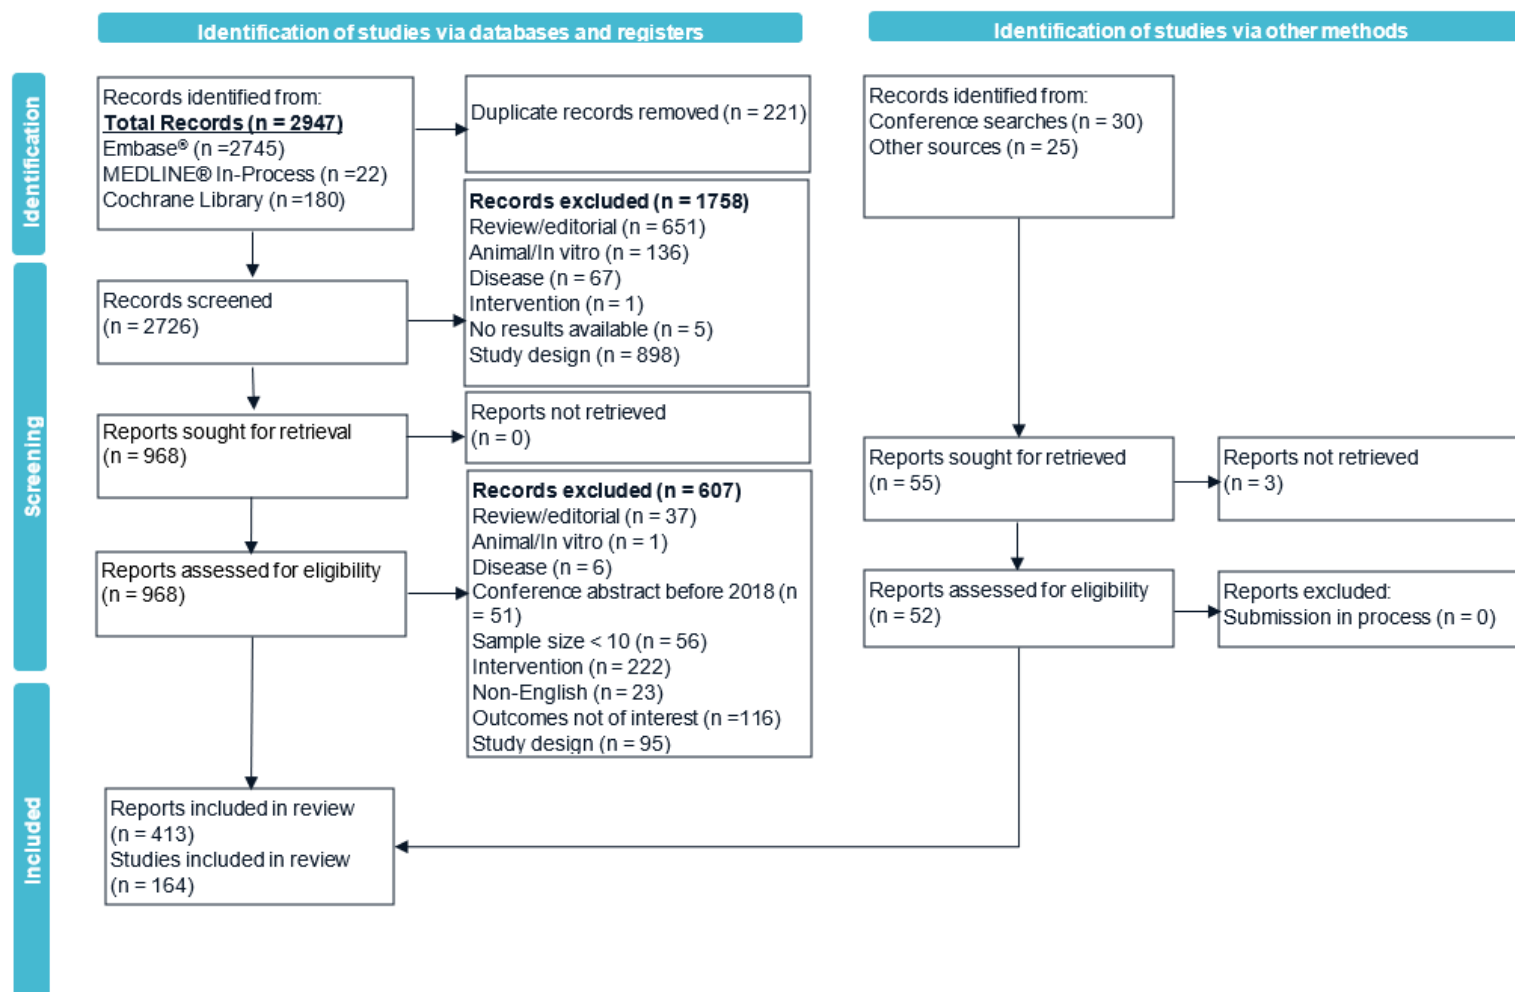 Identification of studies via databases and registers
Identification of studies via other methods
Identification
Records identified from:
Total Records (n = 2947)
Embase® (n =2745)
MEDLINE® In-Process (n =22)
Cochrane Library (n =180)
Duplicate records removed (n = 221)
Records identified from:
Conference searches (n = 30)
Other sources (n = 25)
Screening
Records screened
(n = 2726)
Records excluded (n = 1758)
Review/editorial (n = 651)
Animal/In vitro (n = 136)
Disease (n = 67)
Intervention (n = 1)
No results available (n = 5)
Study design (n = 898)
Reports sought for retrieval
(n = 968)
Reports not retrieved
(n = 0)
Reports sought for retrieved
(n = 55)
Reports not retrieved
(n = 3)
Reports assessed for eligibility
(n = 968)
Records excluded (n = 607)
Review/editorial (n = 37)
Animal/In vitro (n = 1)
Disease (n = 6)
Conference abstract before 2018 (n
= 51)
Sample size < 10 (n = 56)
Intervention (n = 222)
Non-English (n = 23)
Outcomes not of interest (n =116)
Study design (n = 95)
Reports assessed for eligibility
(n = 52)
Reports excluded:
Submission in process (n = 0)
Included
Reports included in review
(n = 413)
Studies included in review
(n = 164)